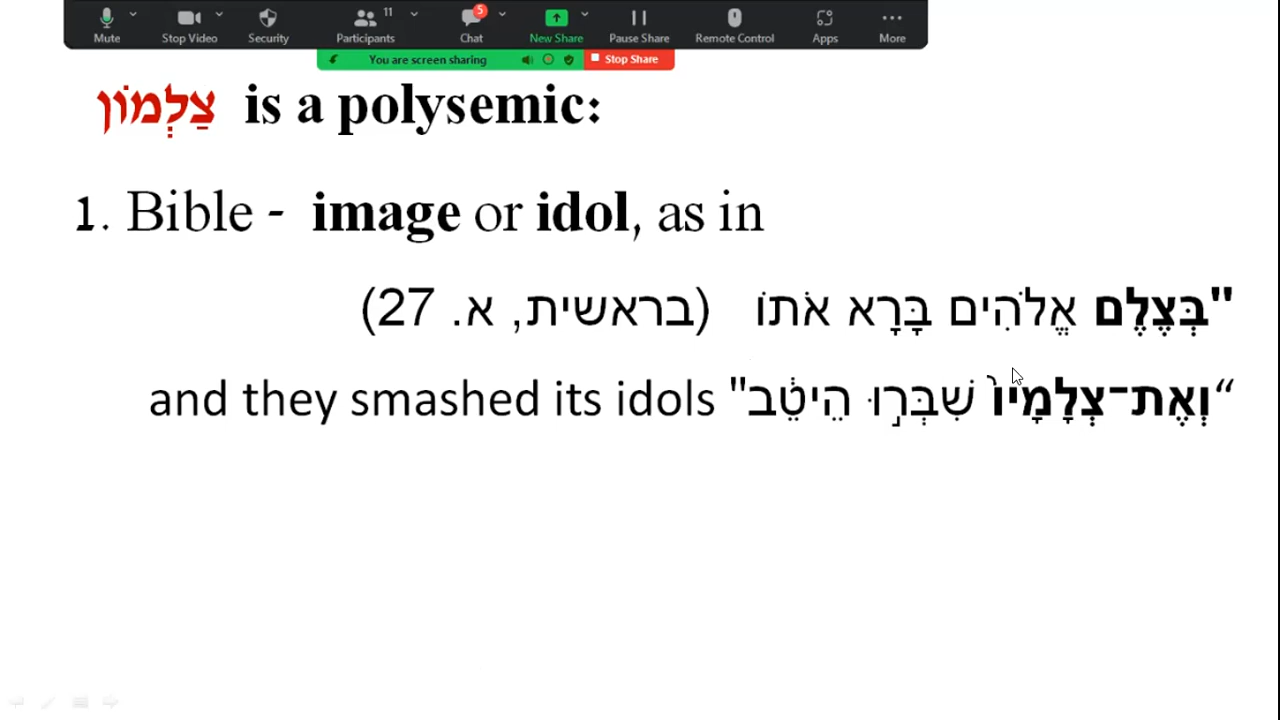 Mute Stop Video Security Participants 11 Chat 5 New Share Pause Share Remote Control Apps More
You are screen sharing Stop Share
צַלְמוֹן is a polysemic:
1. Bible - image or idol, as in
"בְּצֶלֶם אֱלֹהִים בָּרָא אֹתוֹ (בראשית, א. 27)
“וְאֶת־צְלָמָיו֙ שִׁבְּר֣וּ הֵיטֵ֔ב" and they smashed its idols